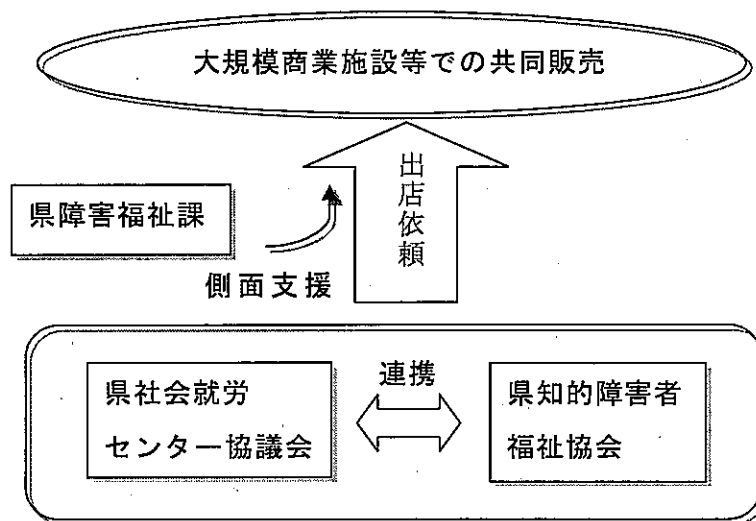 大規模商業施設等での共同販売
出店依頼
県障害福祉課
側面支援
県社会就労
センター協議会
連携
県知的障害者
福祉協会